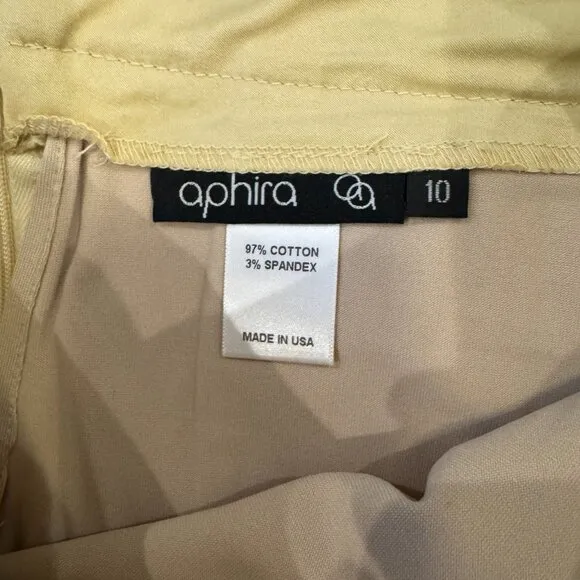 aphira 10
97% COTTON
3% SPANDEX
MADE IN USA